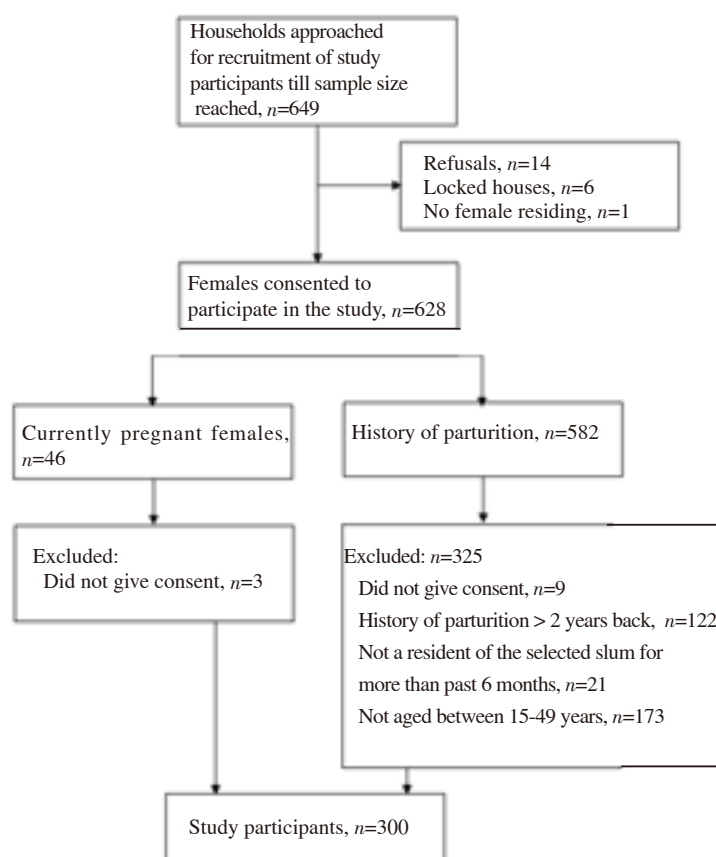 Households approached
for recruitment of study
participants till sample size
reached, n=649
Refusals, n=14
Locked houses, n=6
No female residing, n=1
Females consented to
participate in the study, n=628
Currently pregnant females,
n=46
History of parturition, n=582
Excluded:
Did not give consent, n=3
Excluded: n=325
Did not give consent, n=9
History of parturition > 2 years back, n=122
Not a resident of the selected slum for
more than past 6 months, n=21
Not aged between 15-49 years, n=173
Study participants, n=300